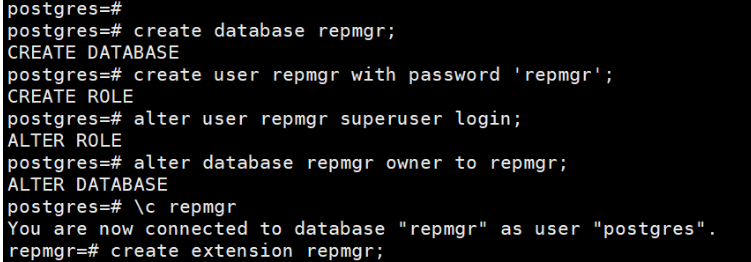 postgres=#
postgres=# create database repmgr;
CREATE DATABASE
postgres=# create user repmgr with password 'repmgr';
CREATE ROLE
postgres=# alter user repmgr superuser login;
ALTER ROLE
postgres=# alter database repmgr owner to repmgr;
ALTER DATABASE
postgres=# \c repmgr
You are now connected to database "repmgr" as user "postgres".
repmgr=# create extension repmgr;